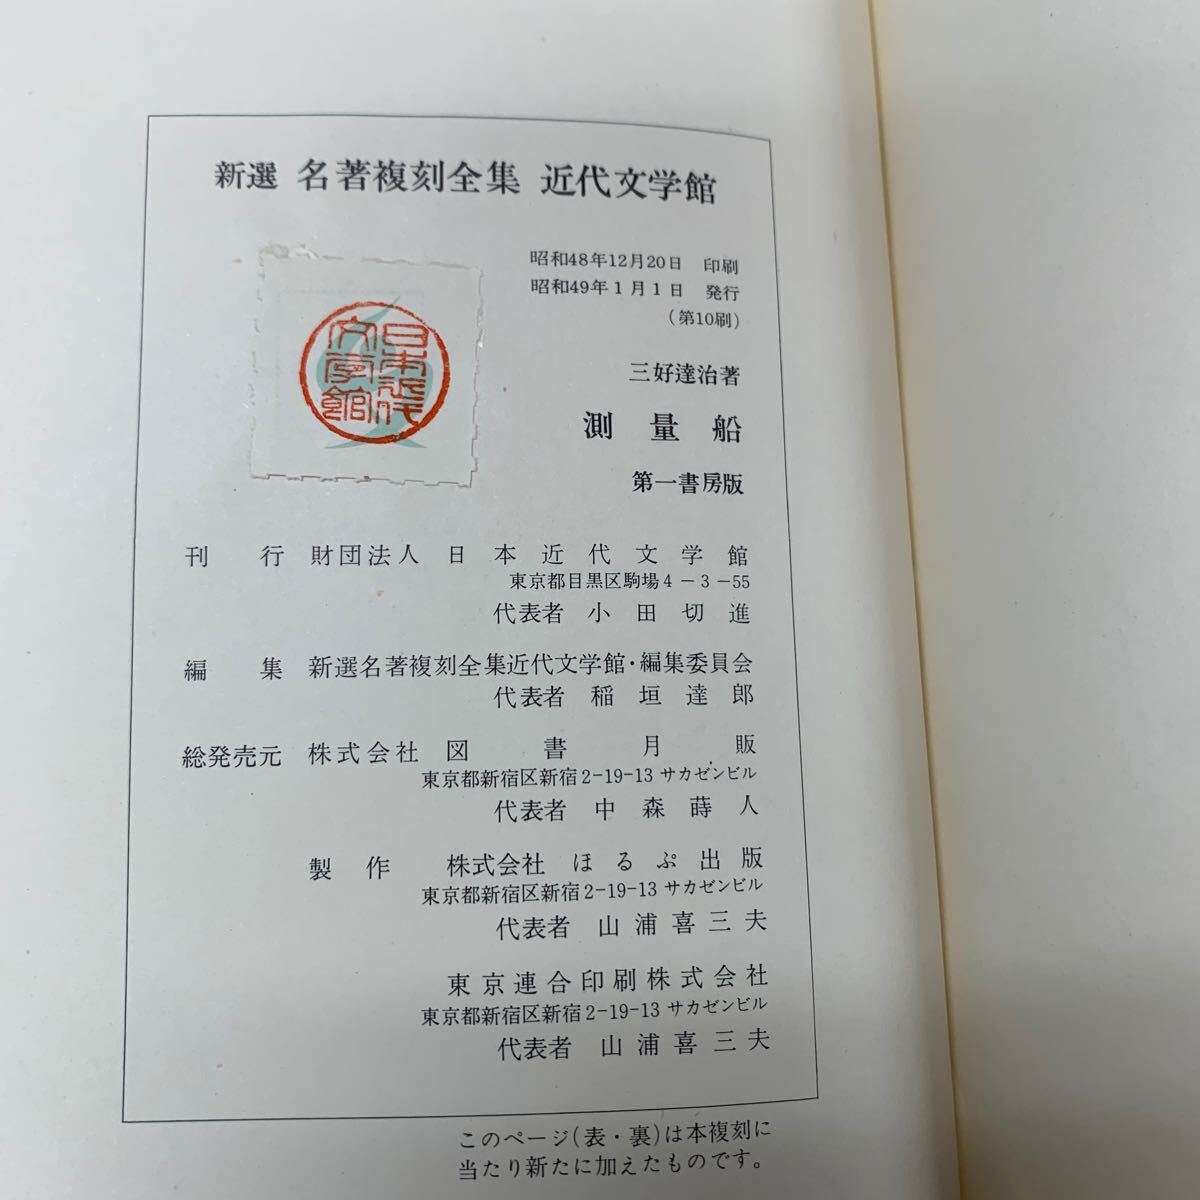 新選 名著複刻全集 近代文学館
昭和48年12月20日 印刷
昭和49年1月1日 発行
(第10刷)
日本近代
文学館
三好達治著
測量船
第一書房版
刊行 財団法人 日本近代文学館
東京都目黒区駒場4-3-55
代表者 小田切進
編集 新選名著複刻全集近代文学館・編集委員会
代表者 稲垣達郎
総発売元 株式会社 図書月販
東京都新宿区新宿2-19-13 サカゼンビル
代表者 中森蒔人
製作 株式会社 ほるぷ出版
東京都新宿区新宿2-19-13 サカゼンビル
代表者 山浦喜三夫
東京連合印刷株式会社
東京都新宿区新宿2-19-13 サカゼンビル
代表者 山浦喜三夫
このページ(表・裏)は本複刻に
当たり新たに加えたものです。